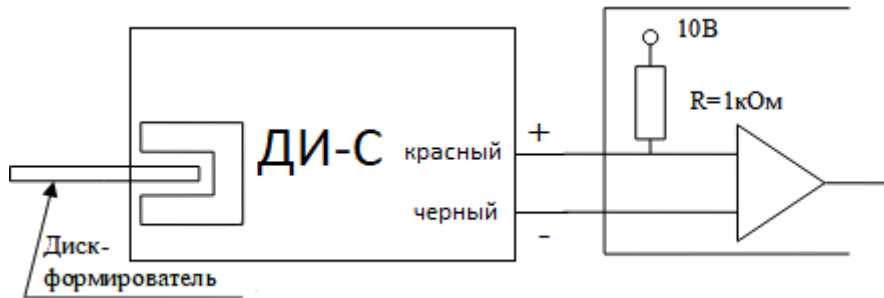 10В
R=1кОм
ДИ-С
красный
+
черный
-
Диск-
формирователь